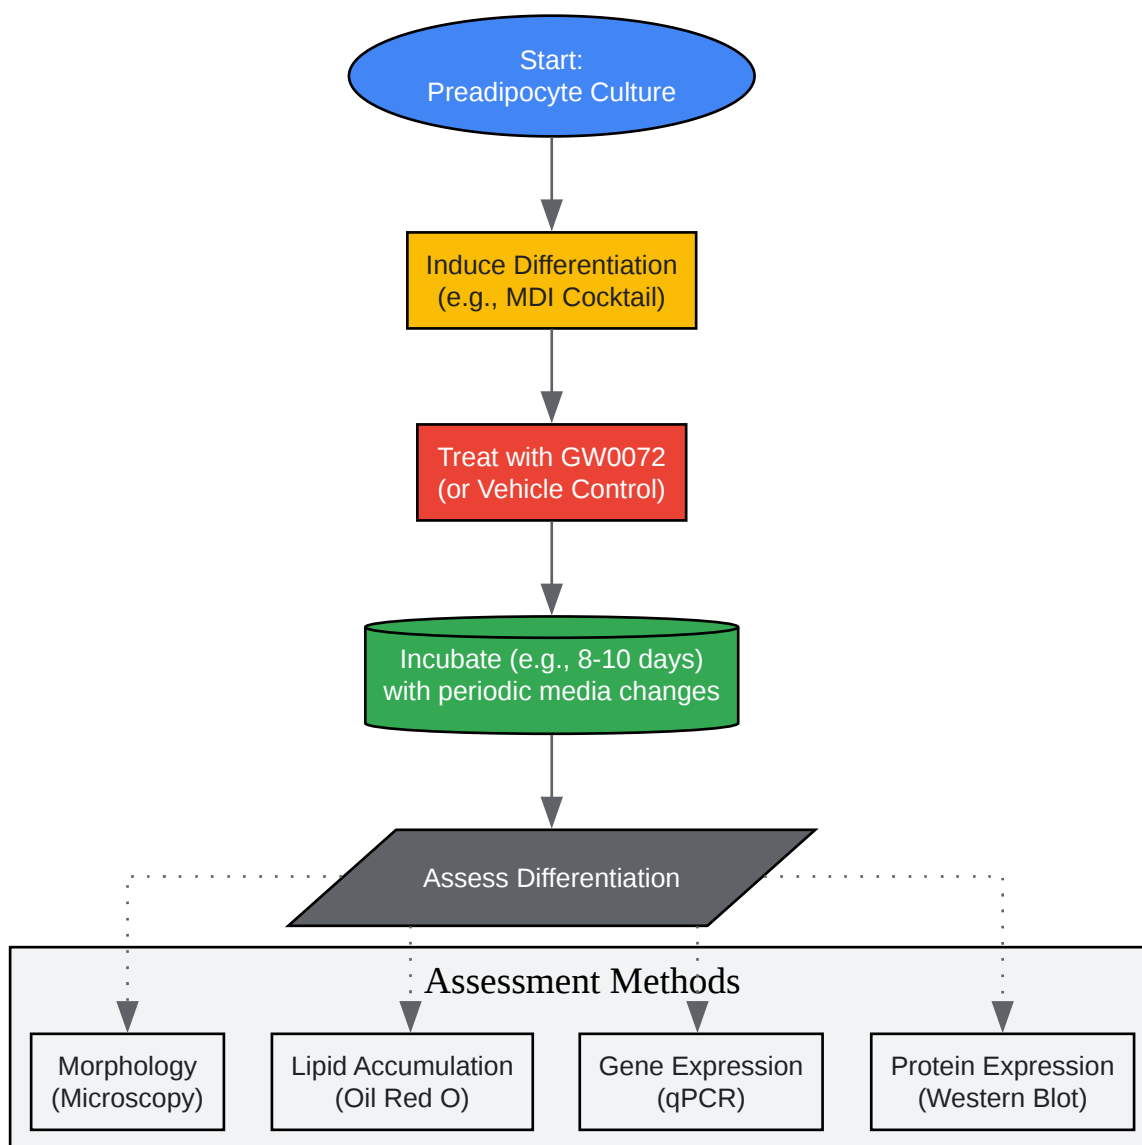 Start:
Preadipocyte Culture
Induce Differentiation
(e.g., MDI Cocktail)
Treat with GW0072
(or Vehicle Control)
Incubate (e.g., 8-10 days)
with periodic media changes
Assess Differentiation
Assessment Methods
Morphology
(Microscopy)
Lipid Accumulation
(Oil Red O)
Gene Expression
(qPCR)
Protein Expression
(Western Blot)